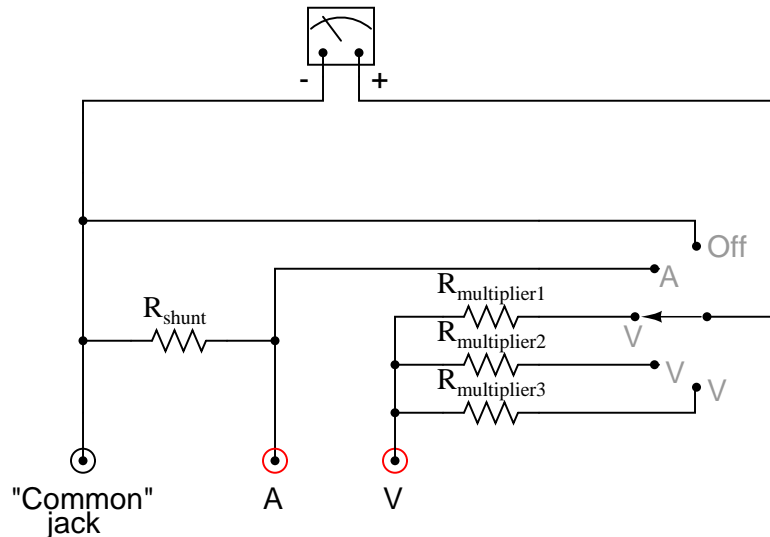 - +
Off
A
Rmultiplier1
Rshunt
V
Rmultiplier2
V
V
Rmultiplier3
"Common"
jack
A
V